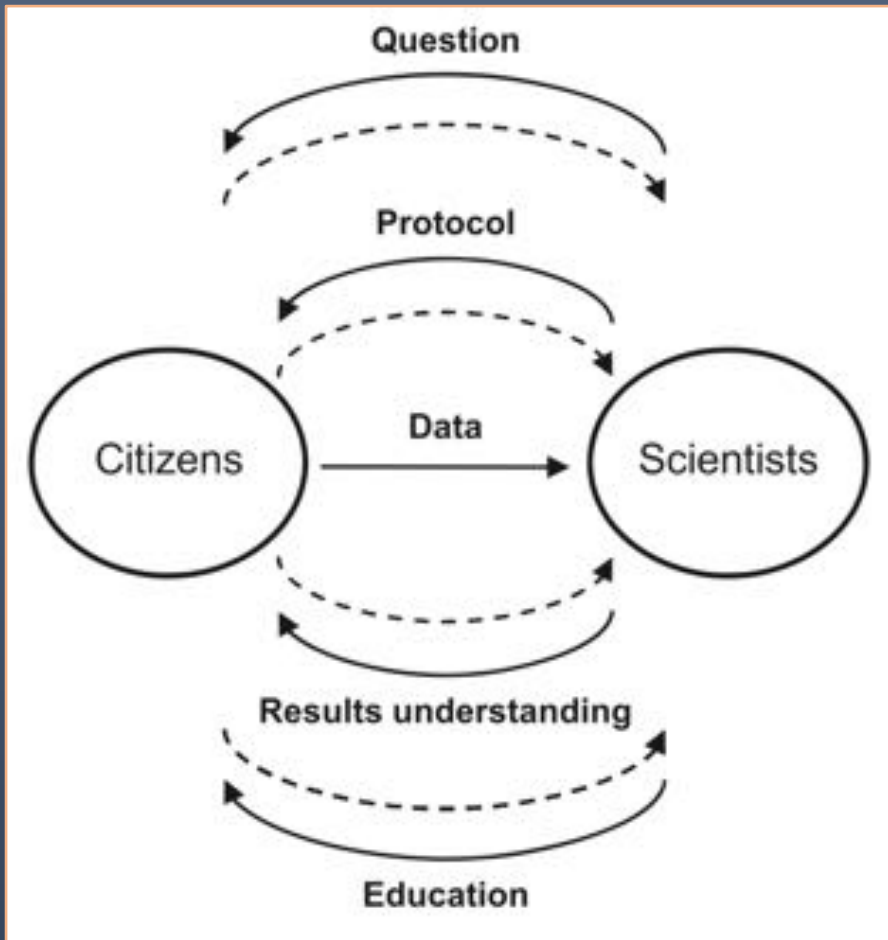 Question
Protocol
Data
Citizens
Scientists
Results understanding
Education